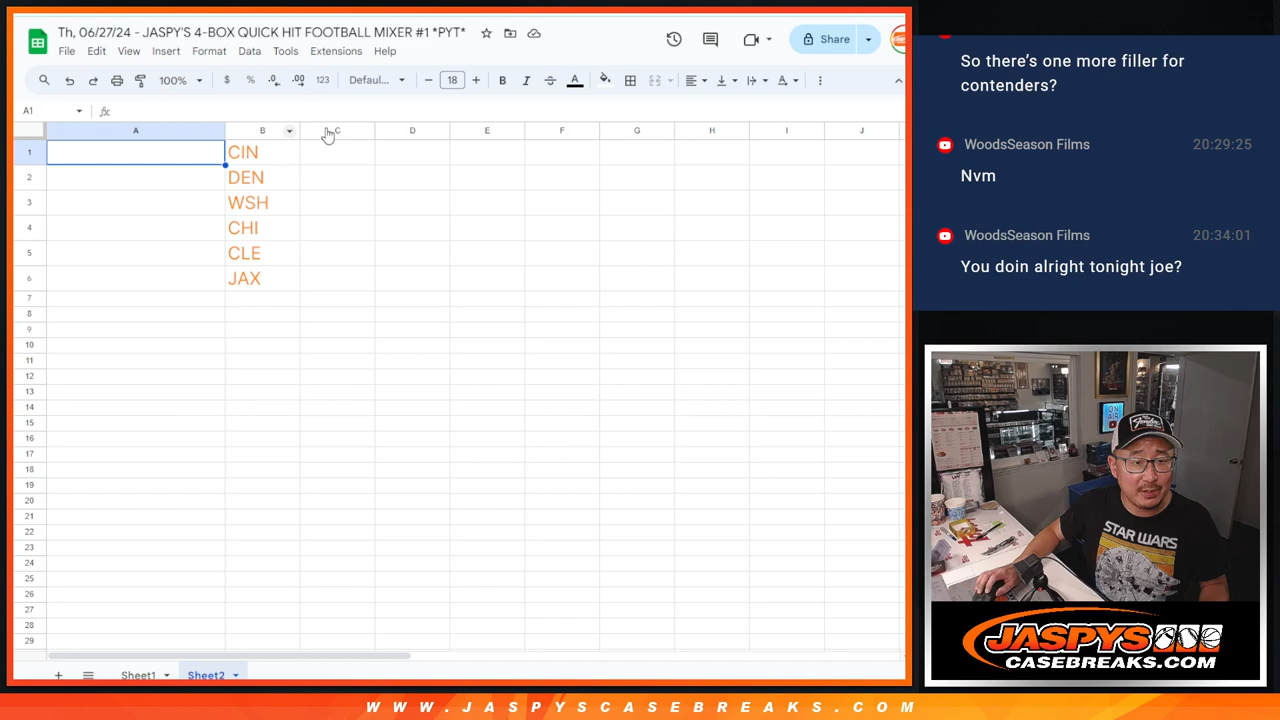 Th, 06/27/24 - JASPY'S 4-BOX QUICK HIT FOOTBALL MIXER #1 *PYT*
File Edit View Insert Format Data Tools Extensions Help
Share
100% $ % .0 .00 123 Defaul... 18 B I A
A1 fx
A B C D E F G H I J
1 CIN
2 DEN
3 WSH
4 CHI
5 CLE
6 JAX
7
8
9
10
11
12
13
14
15
16
17
18
19
20
21
22
23
24
25
26
27
28
29
Sheet1 Sheet2
So there's one more filler for
contenders?
WoodsSeason Films 20:29:25
Nvm
WoodsSeason Films 20:34:01
You doin alright tonight joe?
ON
AIR
Fender
STAR WARS
JASPYS
CASEBREAKS.COM
WWW.JASPYSCASEBREAKS.COM